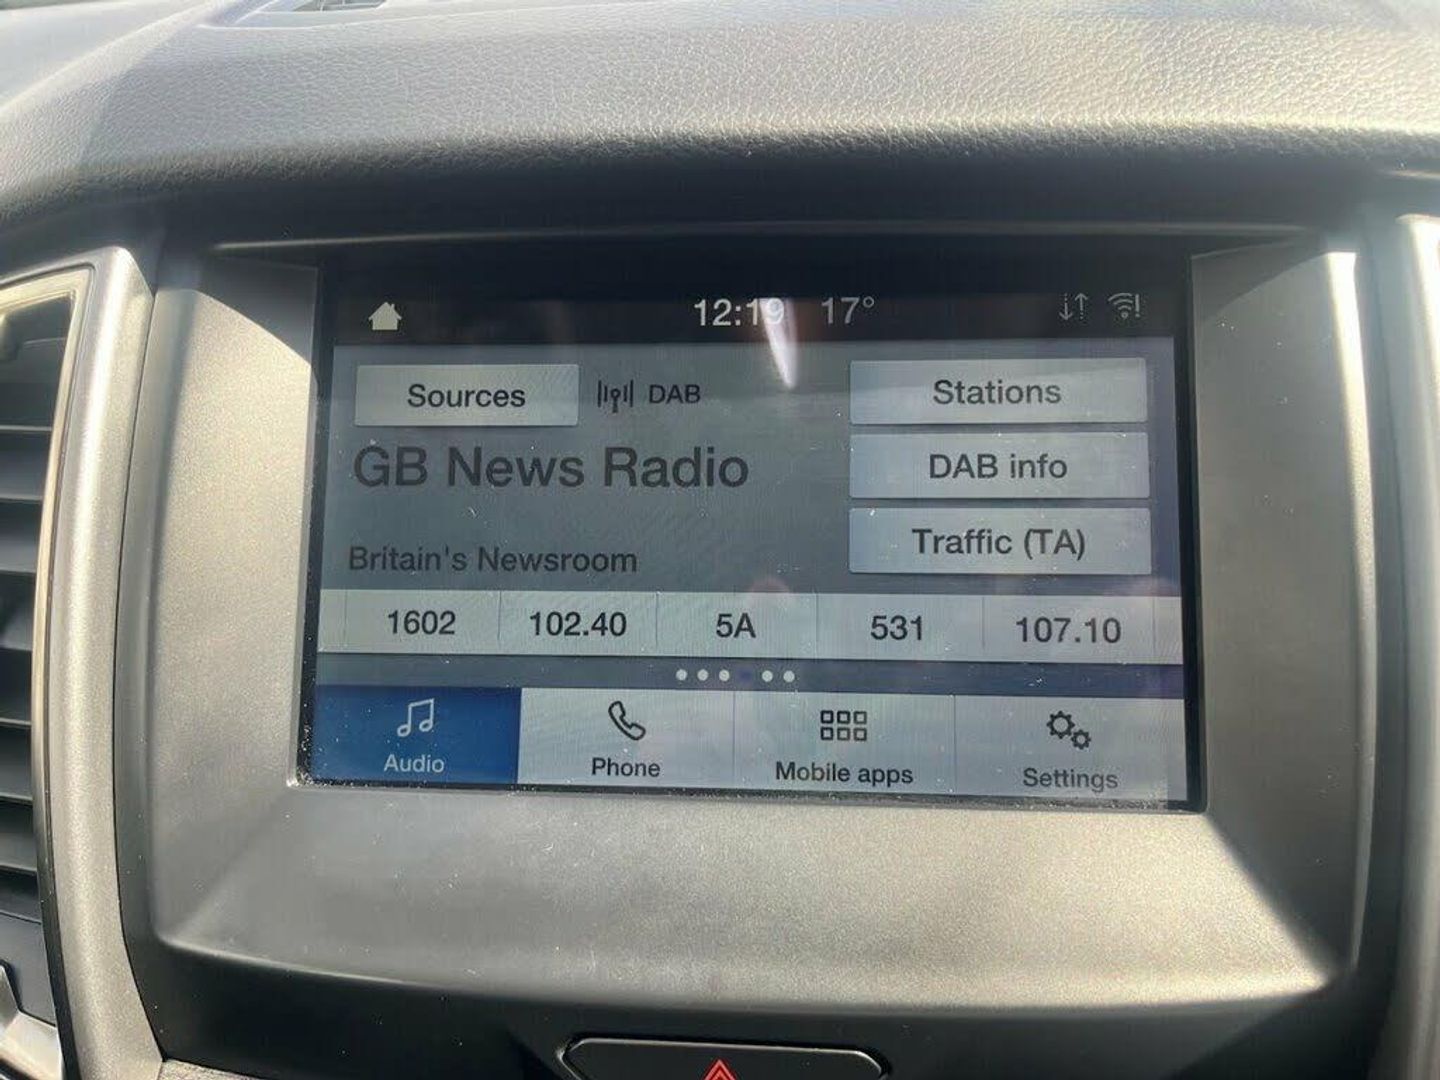 12:19 17°
Sources DAB Stations
GB News Radio
DAB info
Traffic (TA)
Britain's Newsroom
1602 102.40 5A 531 107.10
Audio Phone Mobile apps Settings